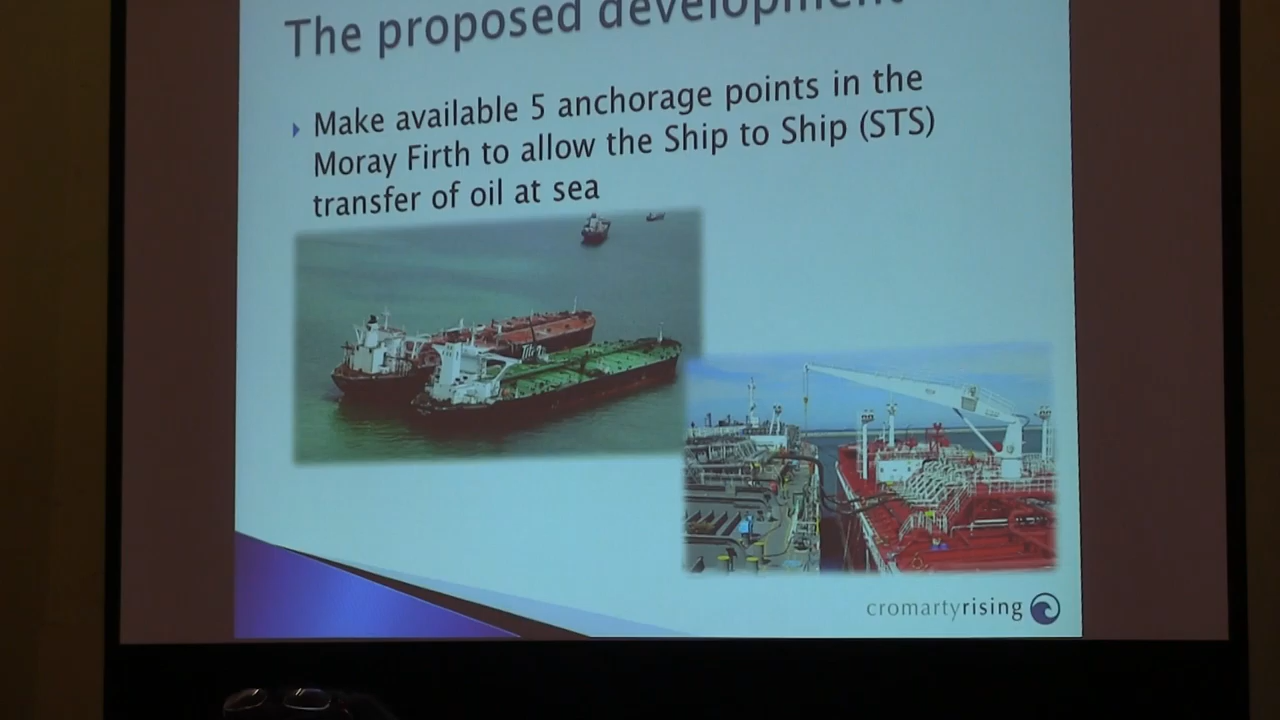 The proposed development
Make available 5 anchorage points in the
Moray Firth to allow the Ship to Ship (STS)
transfer of oil at sea
cromartyrising